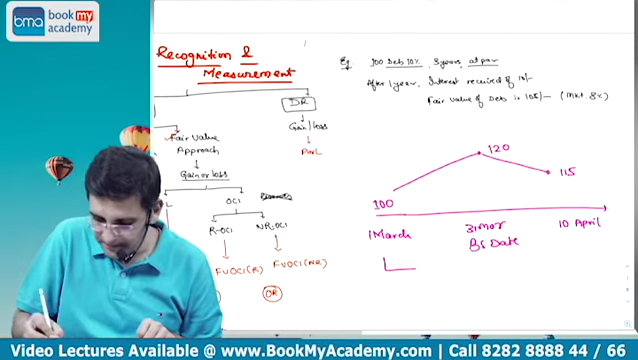 bma book my academy
Recognition &
Measurement
DR
Gain/loss
P or L
Fair Value
Approach
Gain or loss
L
OCI
R-OCI
NR-OCI
FVOCI(R)
FVOCI(NR)
DR
Eg. 100 Deb 10%, 3 years, at par
After 1 year, Interest received of 10/-
Fair value of Deb is 105/- (Mkt 8%)
120
115
100
1 March
31 mar
BS Date
10 April
Video Lectures Available @ www.BookMyAcademy.com | Call 8282 8888 44 / 66